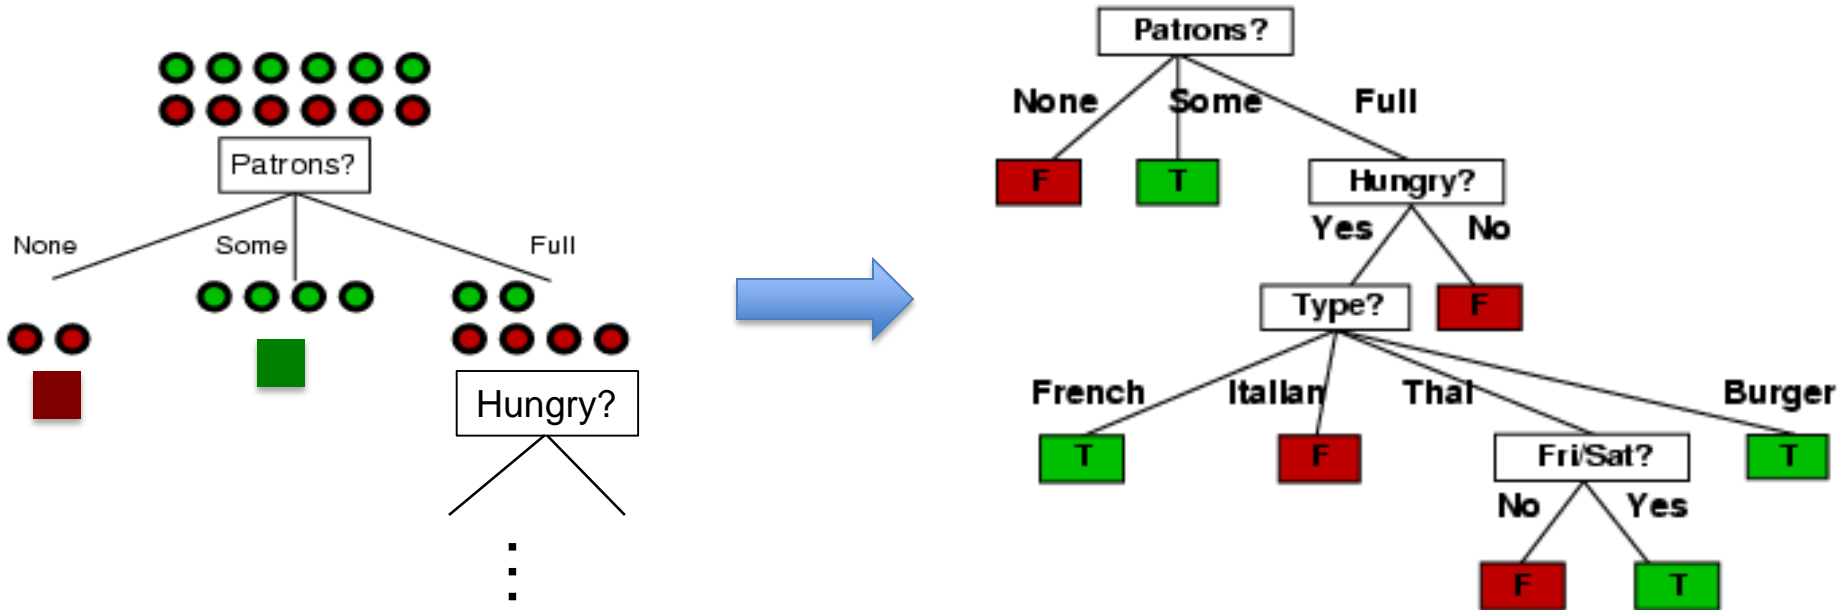 Patrons?
None
Some
Full
Hungry?
Patrons?
None
Some
Full
F
T
Hungry?
Yes
No
Type?
F
French
Italian
Thai
Burger
T
F
Fri/Sat?
T
No
Yes
F
T